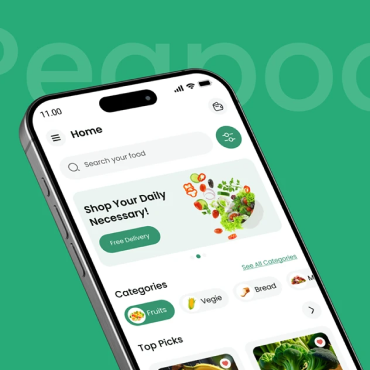 Peapod
11.00
Home
Search your food
Shop Your Daily
Necessary!
Free Delivery
See All Categories
Categories
Fruits
Vegie
Bread
M
Top Picks